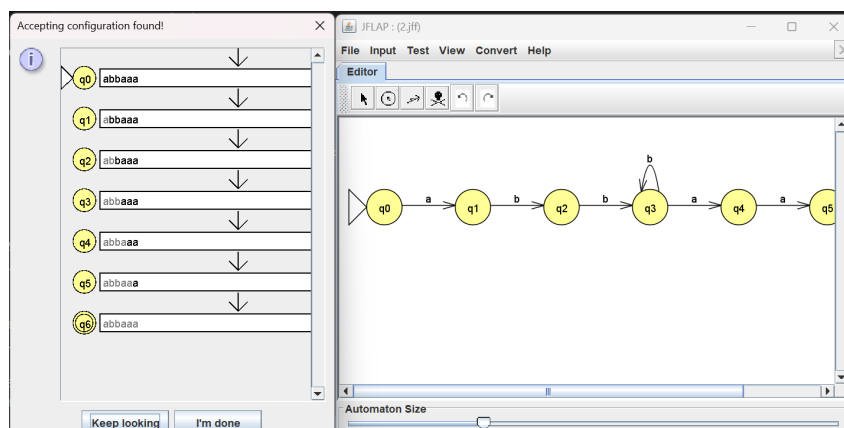 Accepting configuration found!
q0 abbaaa
q1 abbaaa
q2 abbaaa
q3 abbaaa
q4 abbaaa
q5 abbaaa
q6 abbaaa
Keep looking
I'm done
JFLAP : (2.jff)
File Input Test View Convert Help
Editor
b
a b b a a
q0 q1 q2 q3 q4 q5
Automaton Size